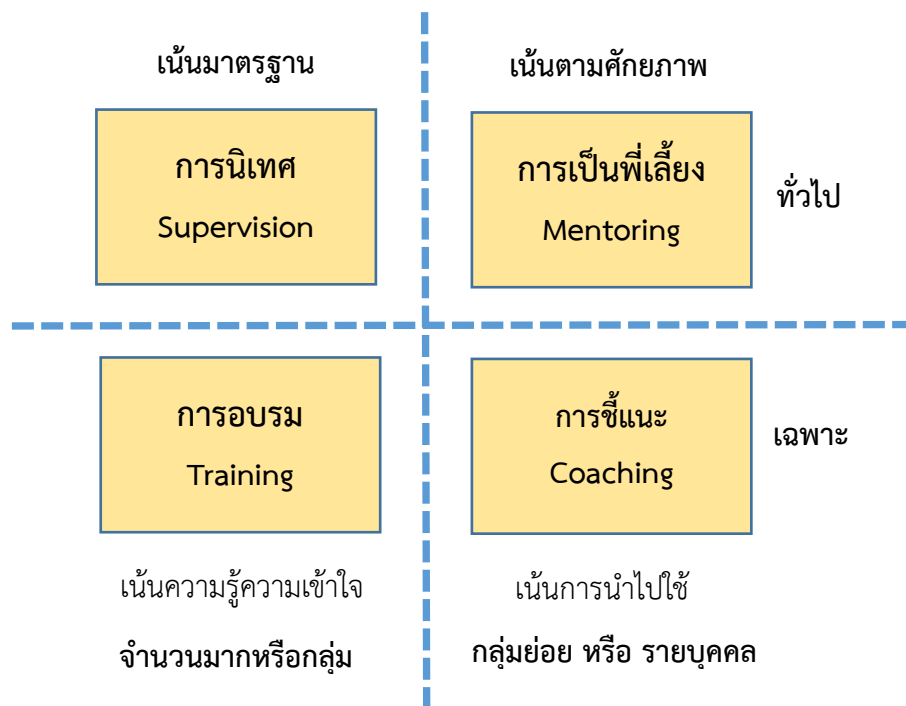 เน้นมาตรฐาน
เน้นตามศักยภาพ
การนิเทศ
Supervision
การเป็นพี่เลี้ยง
Mentoring
ทั่วไป
การอบรม
Training
การชี้แนะ
Coaching
เฉพาะ
เน้นความรู้ความเข้าใจ
เน้นการนำไปใช้
จำนวนมากหรือกลุ่ม
กลุ่มย่อย หรือ รายบุคคล